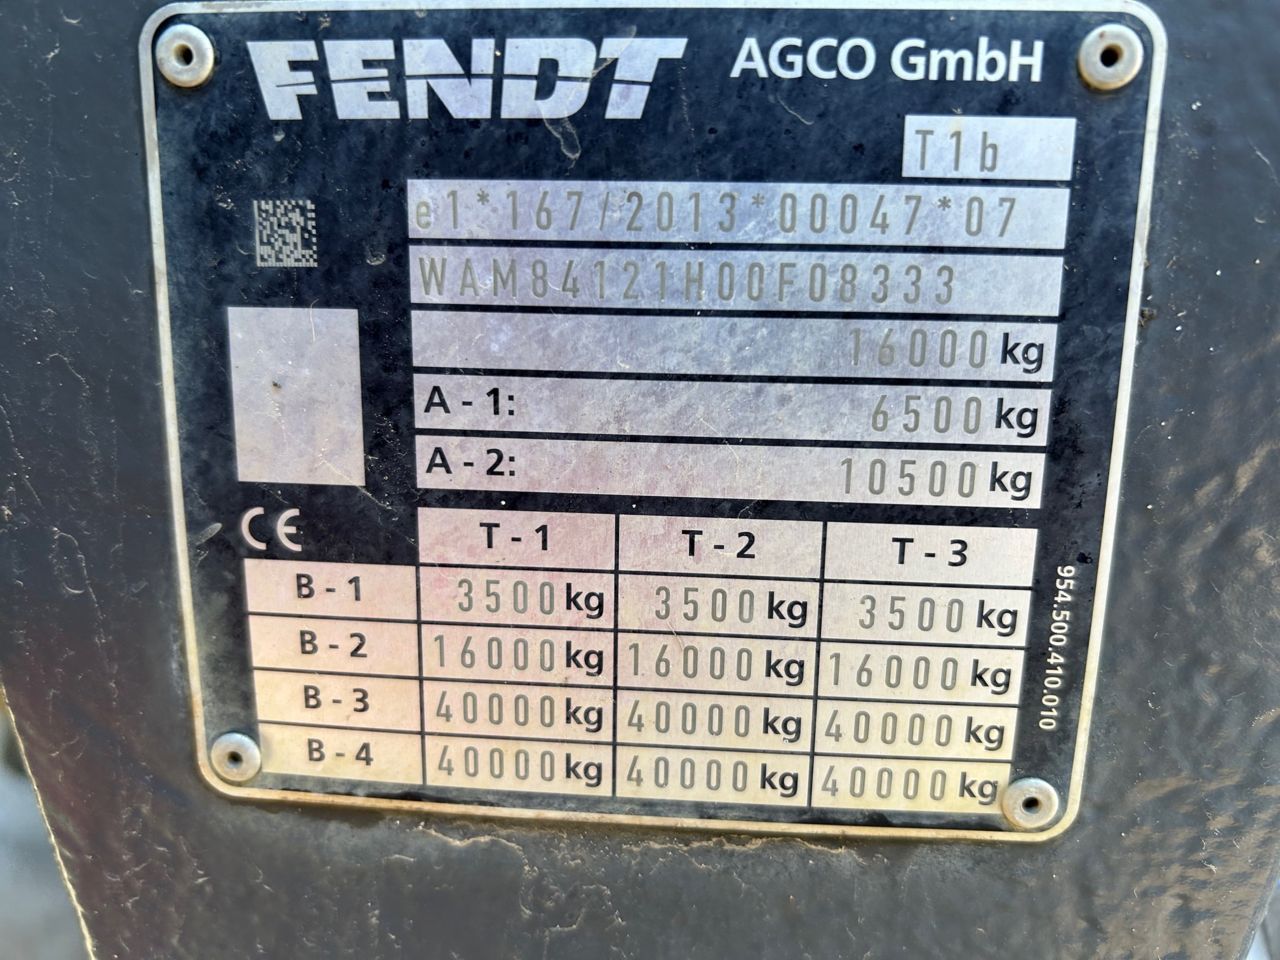 FENDT AGCO GmbH
T1b
e1*167/2013*00047*07
WAM84121H00F08333
16000 kg
A - 1: 6500 kg
A - 2: 10500 kg
CE T - 1 T - 2 T - 3
B - 1 3500 kg 3500 kg 3500 kg
B - 2 16000 kg 16000 kg 16000 kg
B - 3 40000 kg 40000 kg 40000 kg
B - 4 40000 kg 40000 kg 40000 kg
954.500.410.010